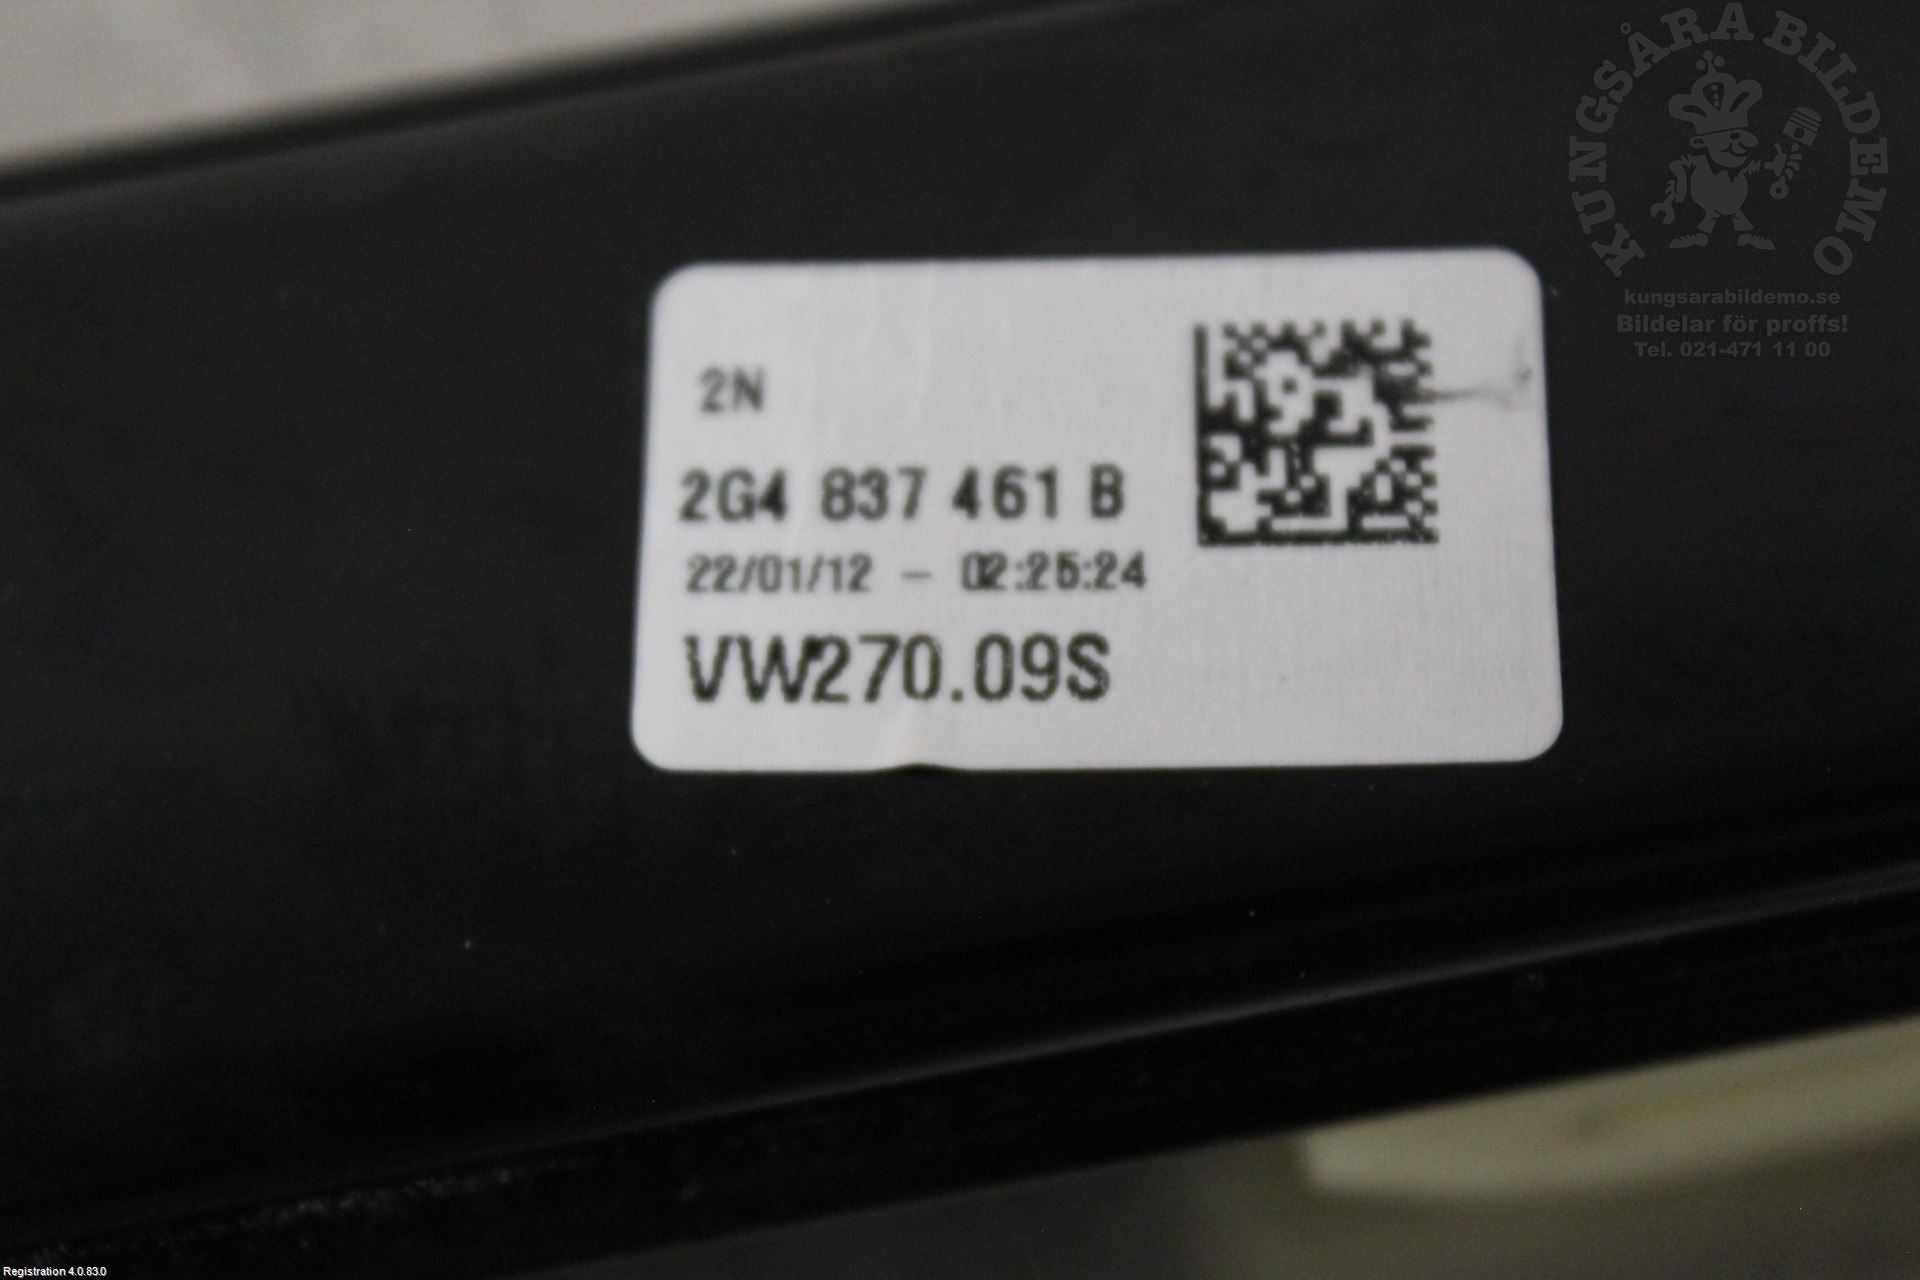 KUNGSÅRA BILDEMO
kungsarabildemo.se
Bildelar för proffs!
Tel. 021-471 11 00
2N
2G4 837 461 B
22/01/12 - 02:25:24
VW270.09S
Registration 4.0.83.0